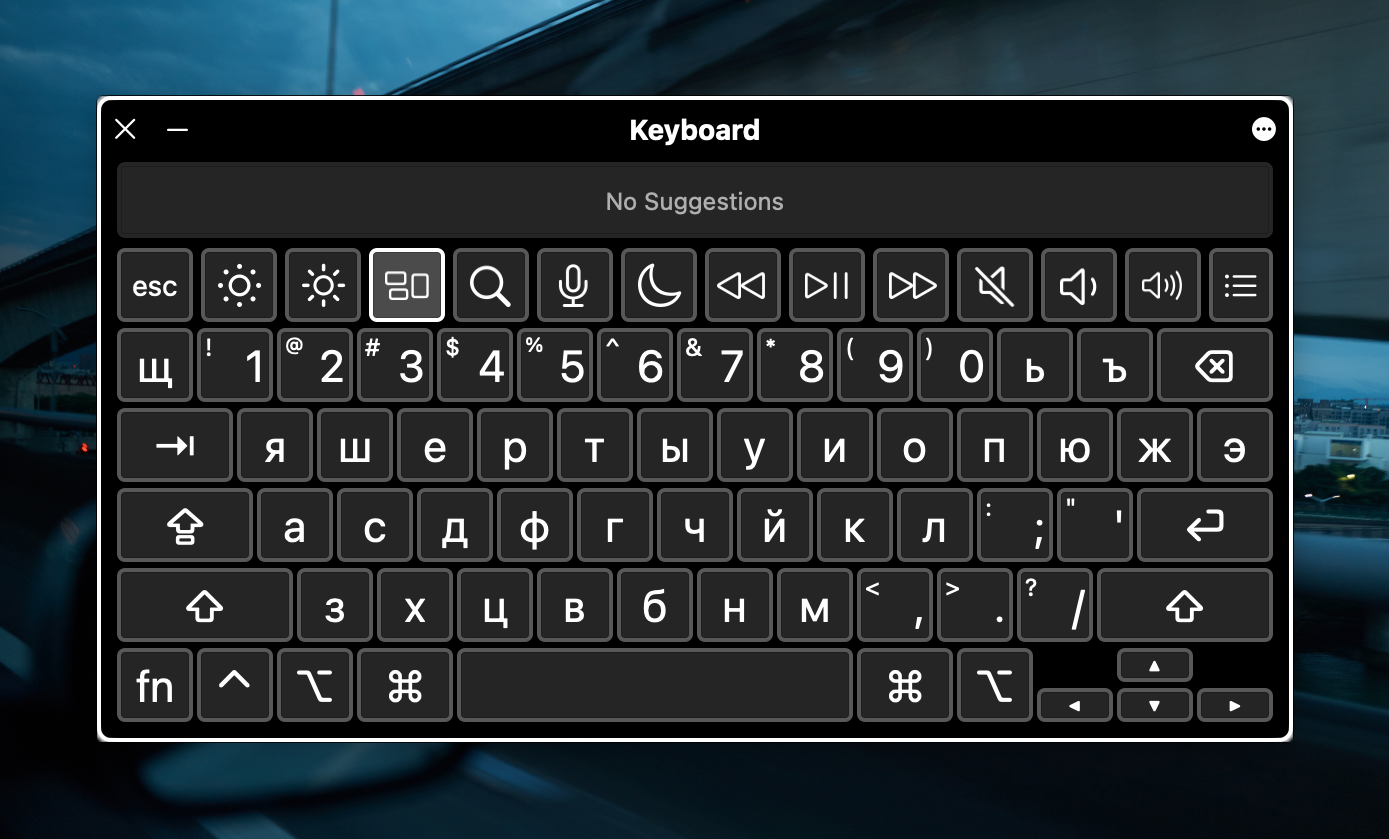 Keyboard
No Suggestions
esc
щ ! 1 @ 2 # 3 $ 4 % 5 ^ 6 & 7 * 8 ( 9 ) 0 ь ъ
я ш е р т ы у и о п ю ж э
а с д ф г ч й к л : ; " '
з х ц в б н м < , > . ? /
fn ^ ⌥ ⌘ ⌘ ⌥